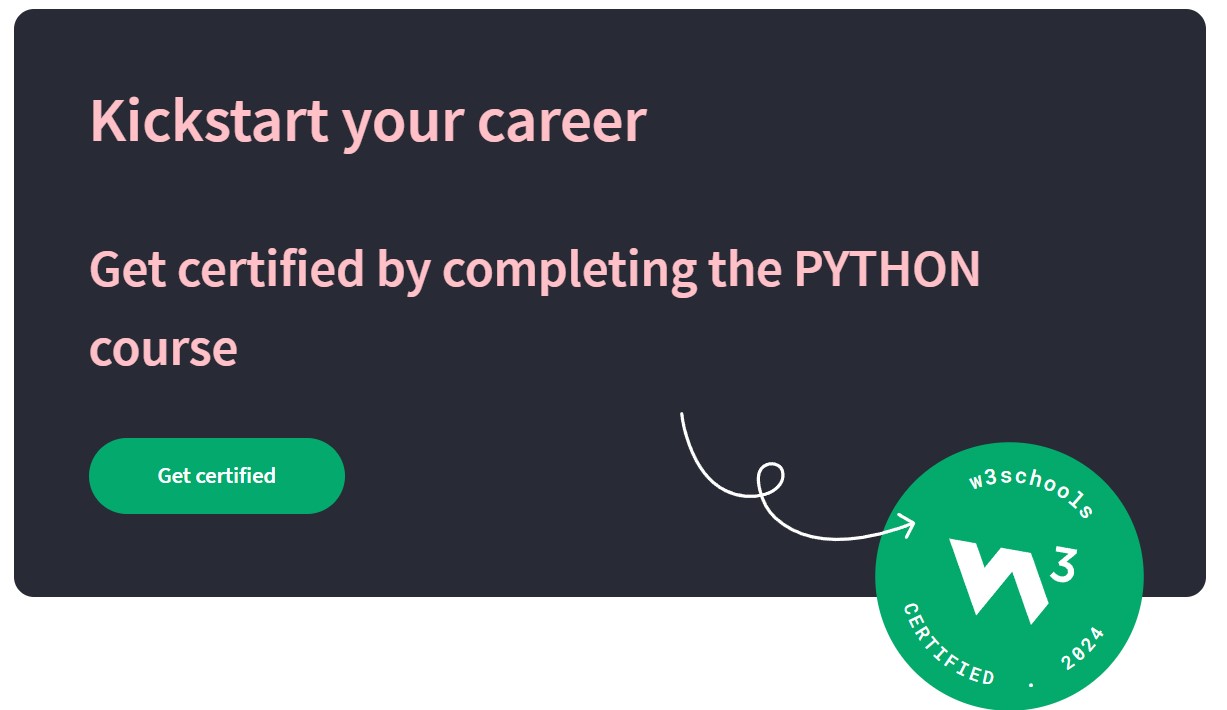 Kickstart your career
Get certified by completing the PYTHON
course
Get certified
w3schools
w3
CERTIFIED . 2024